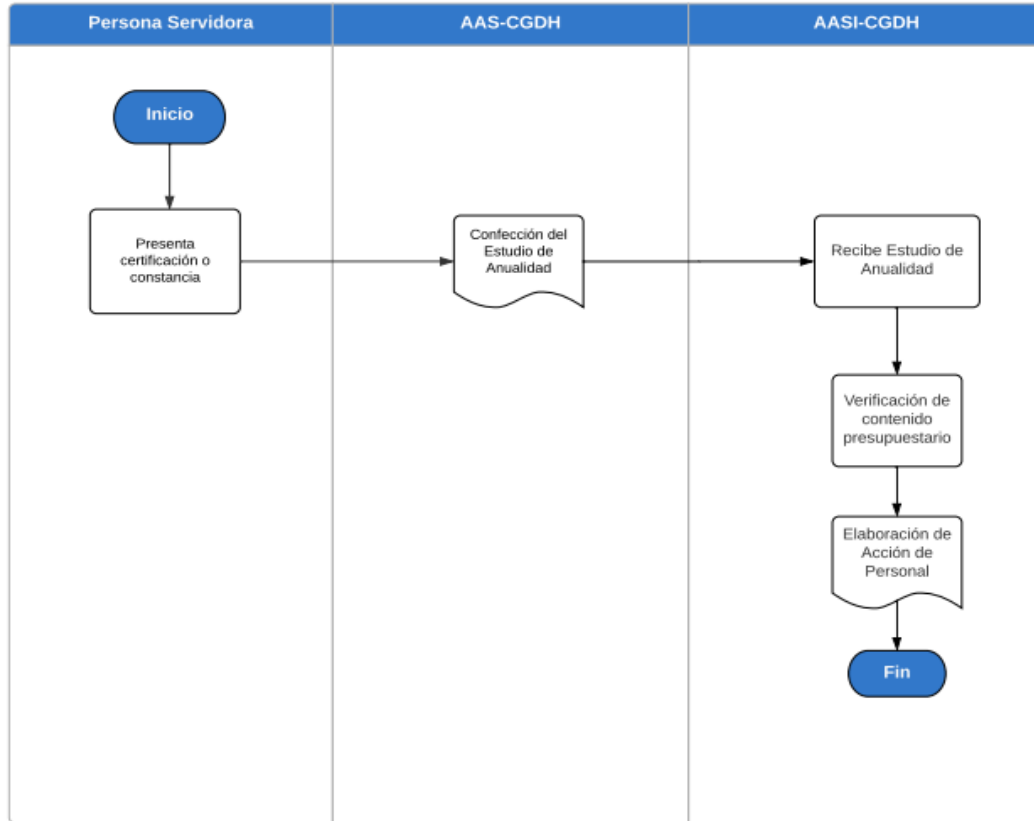 Persona Servidora
AAS-CGDH
AASI-CGDH
Inicio
Presenta
certificación o
constancia
Confección del
Estudio de
Anualidad
Recibe Estudio de
Anualidad
Verificación de
contenido
presupuestario
Elaboración de
Acción de
Personal
Fin